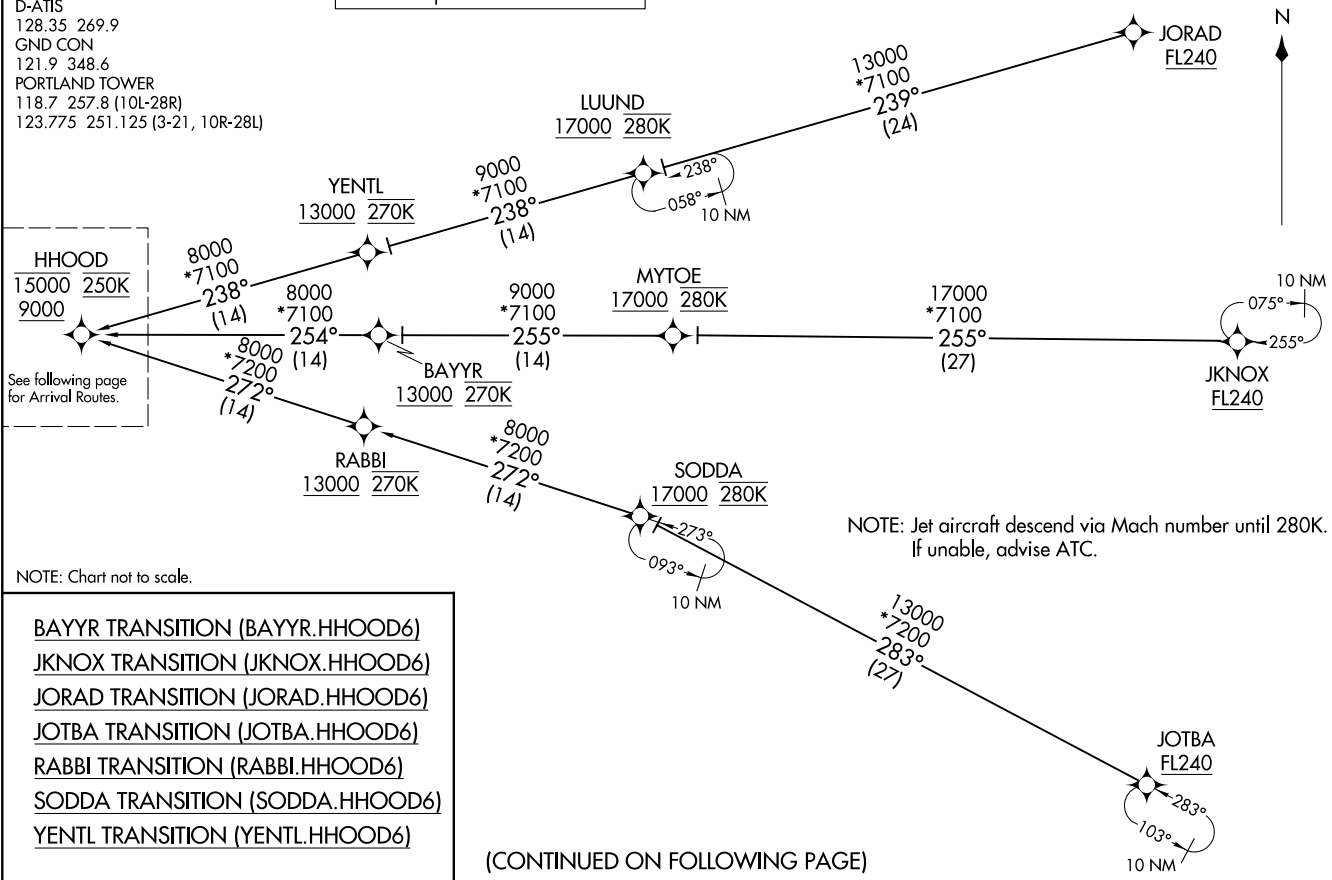 D-ATIS
128.35 269.9
GND CON
121.9 348.6
PORTLAND TOWER
118.7 257.8 (10L-28R)
123.775 251.125 (3-21, 10R-28L)
N
JORAD
FL240
13000
*7100
239°
(24)
LUUND
17000 280K
238°
058°
10 NM
9000
*7100
238°
(14)
YENTL
13000 270K
8000
*7100
238°
(14)
HHOOD
15000 250K
9000
See following page
for Arrival Routes.
8000
*7100
254°
(14)
BAYYR
13000 270K
9000
*7100
255°
(14)
MYTOE
17000 280K
17000
*7100
255°
(27)
10 NM
075°
255°
JKNOX
FL240
8000
*7200
272°
(14)
RABBI
13000 270K
8000
*7200
272°
(14)
SODDA
17000 280K
273°
093°
10 NM
NOTE: Jet aircraft descend via Mach number until 280K.
If unable, advise ATC.
13000
*7200
283°
(27)
JOTBA
FL240
283°
103°
10 NM
NOTE: Chart not to scale.
BAYYR TRANSITION (BAYYR.HHOOD6)
JKNOX TRANSITION (JKNOX.HHOOD6)
JORAD TRANSITION (JORAD.HHOOD6)
JOTBA TRANSITION (JOTBA.HHOOD6)
RABBI TRANSITION (RABBI.HHOOD6)
SODDA TRANSITION (SODDA.HHOOD6)
YENTL TRANSITION (YENTL.HHOOD6)
(CONTINUED ON FOLLOWING PAGE)